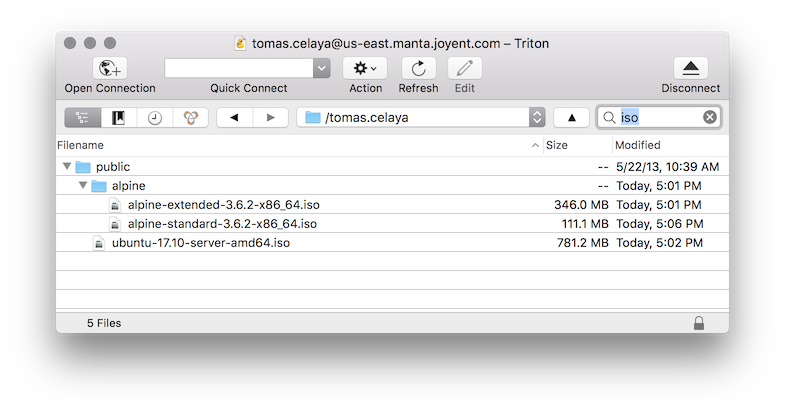 tomas.celaya@us-east.manta.joyent.com – Triton
Open Connection Quick Connect Action Refresh Edit Disconnect
/tomas.celaya iso
Filename Size Modified
public -- 5/22/13, 10:39 AM
alpine -- Today, 5:01 PM
alpine-extended-3.6.2-x86_64.iso 346.0 MB Today, 5:01 PM
alpine-standard-3.6.2-x86_64.iso 111.1 MB Today, 5:06 PM
ubuntu-17.10-server-amd64.iso 781.2 MB Today, 5:02 PM
5 Files